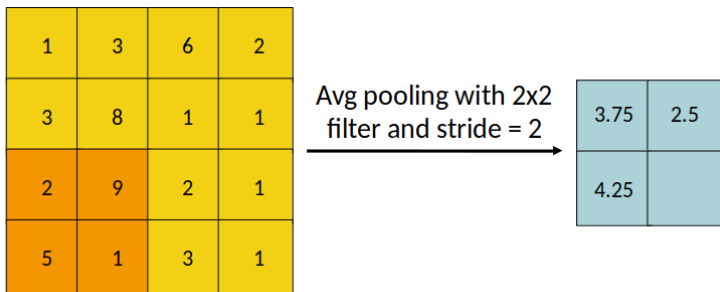 1 3 6 2
3 8 1 1
2 9 2 1
5 1 3 1
Avg pooling with 2x2
filter and stride = 2
3.75 2.5
4.25